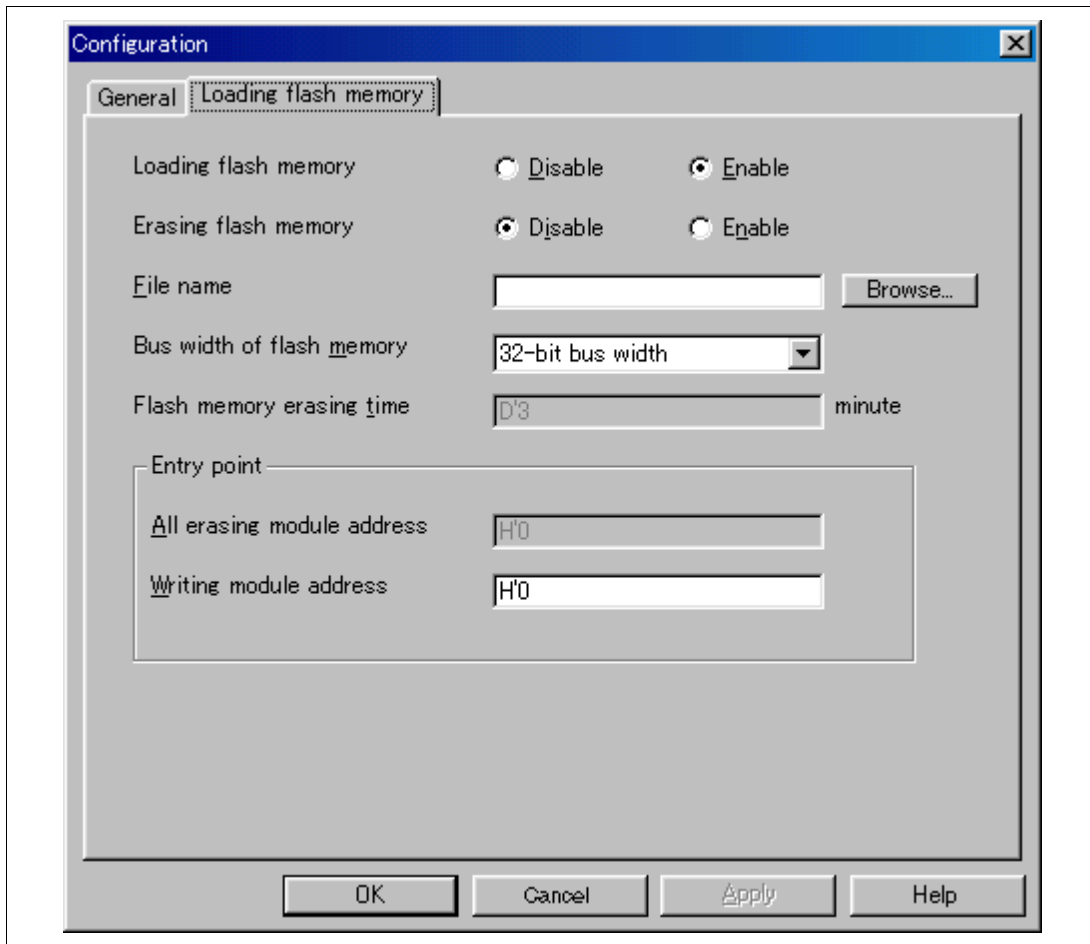 Configuration
General Loading flash memory
Loading flash memory Disable Enable
Erasing flash memory Disable Enable
File name Browse...
Bus width of flash memory 32-bit bus width
Flash memory erasing time D'3 minute
Entry point
All erasing module address H'0
Writing module address H'0
OK Cancel Apply Help